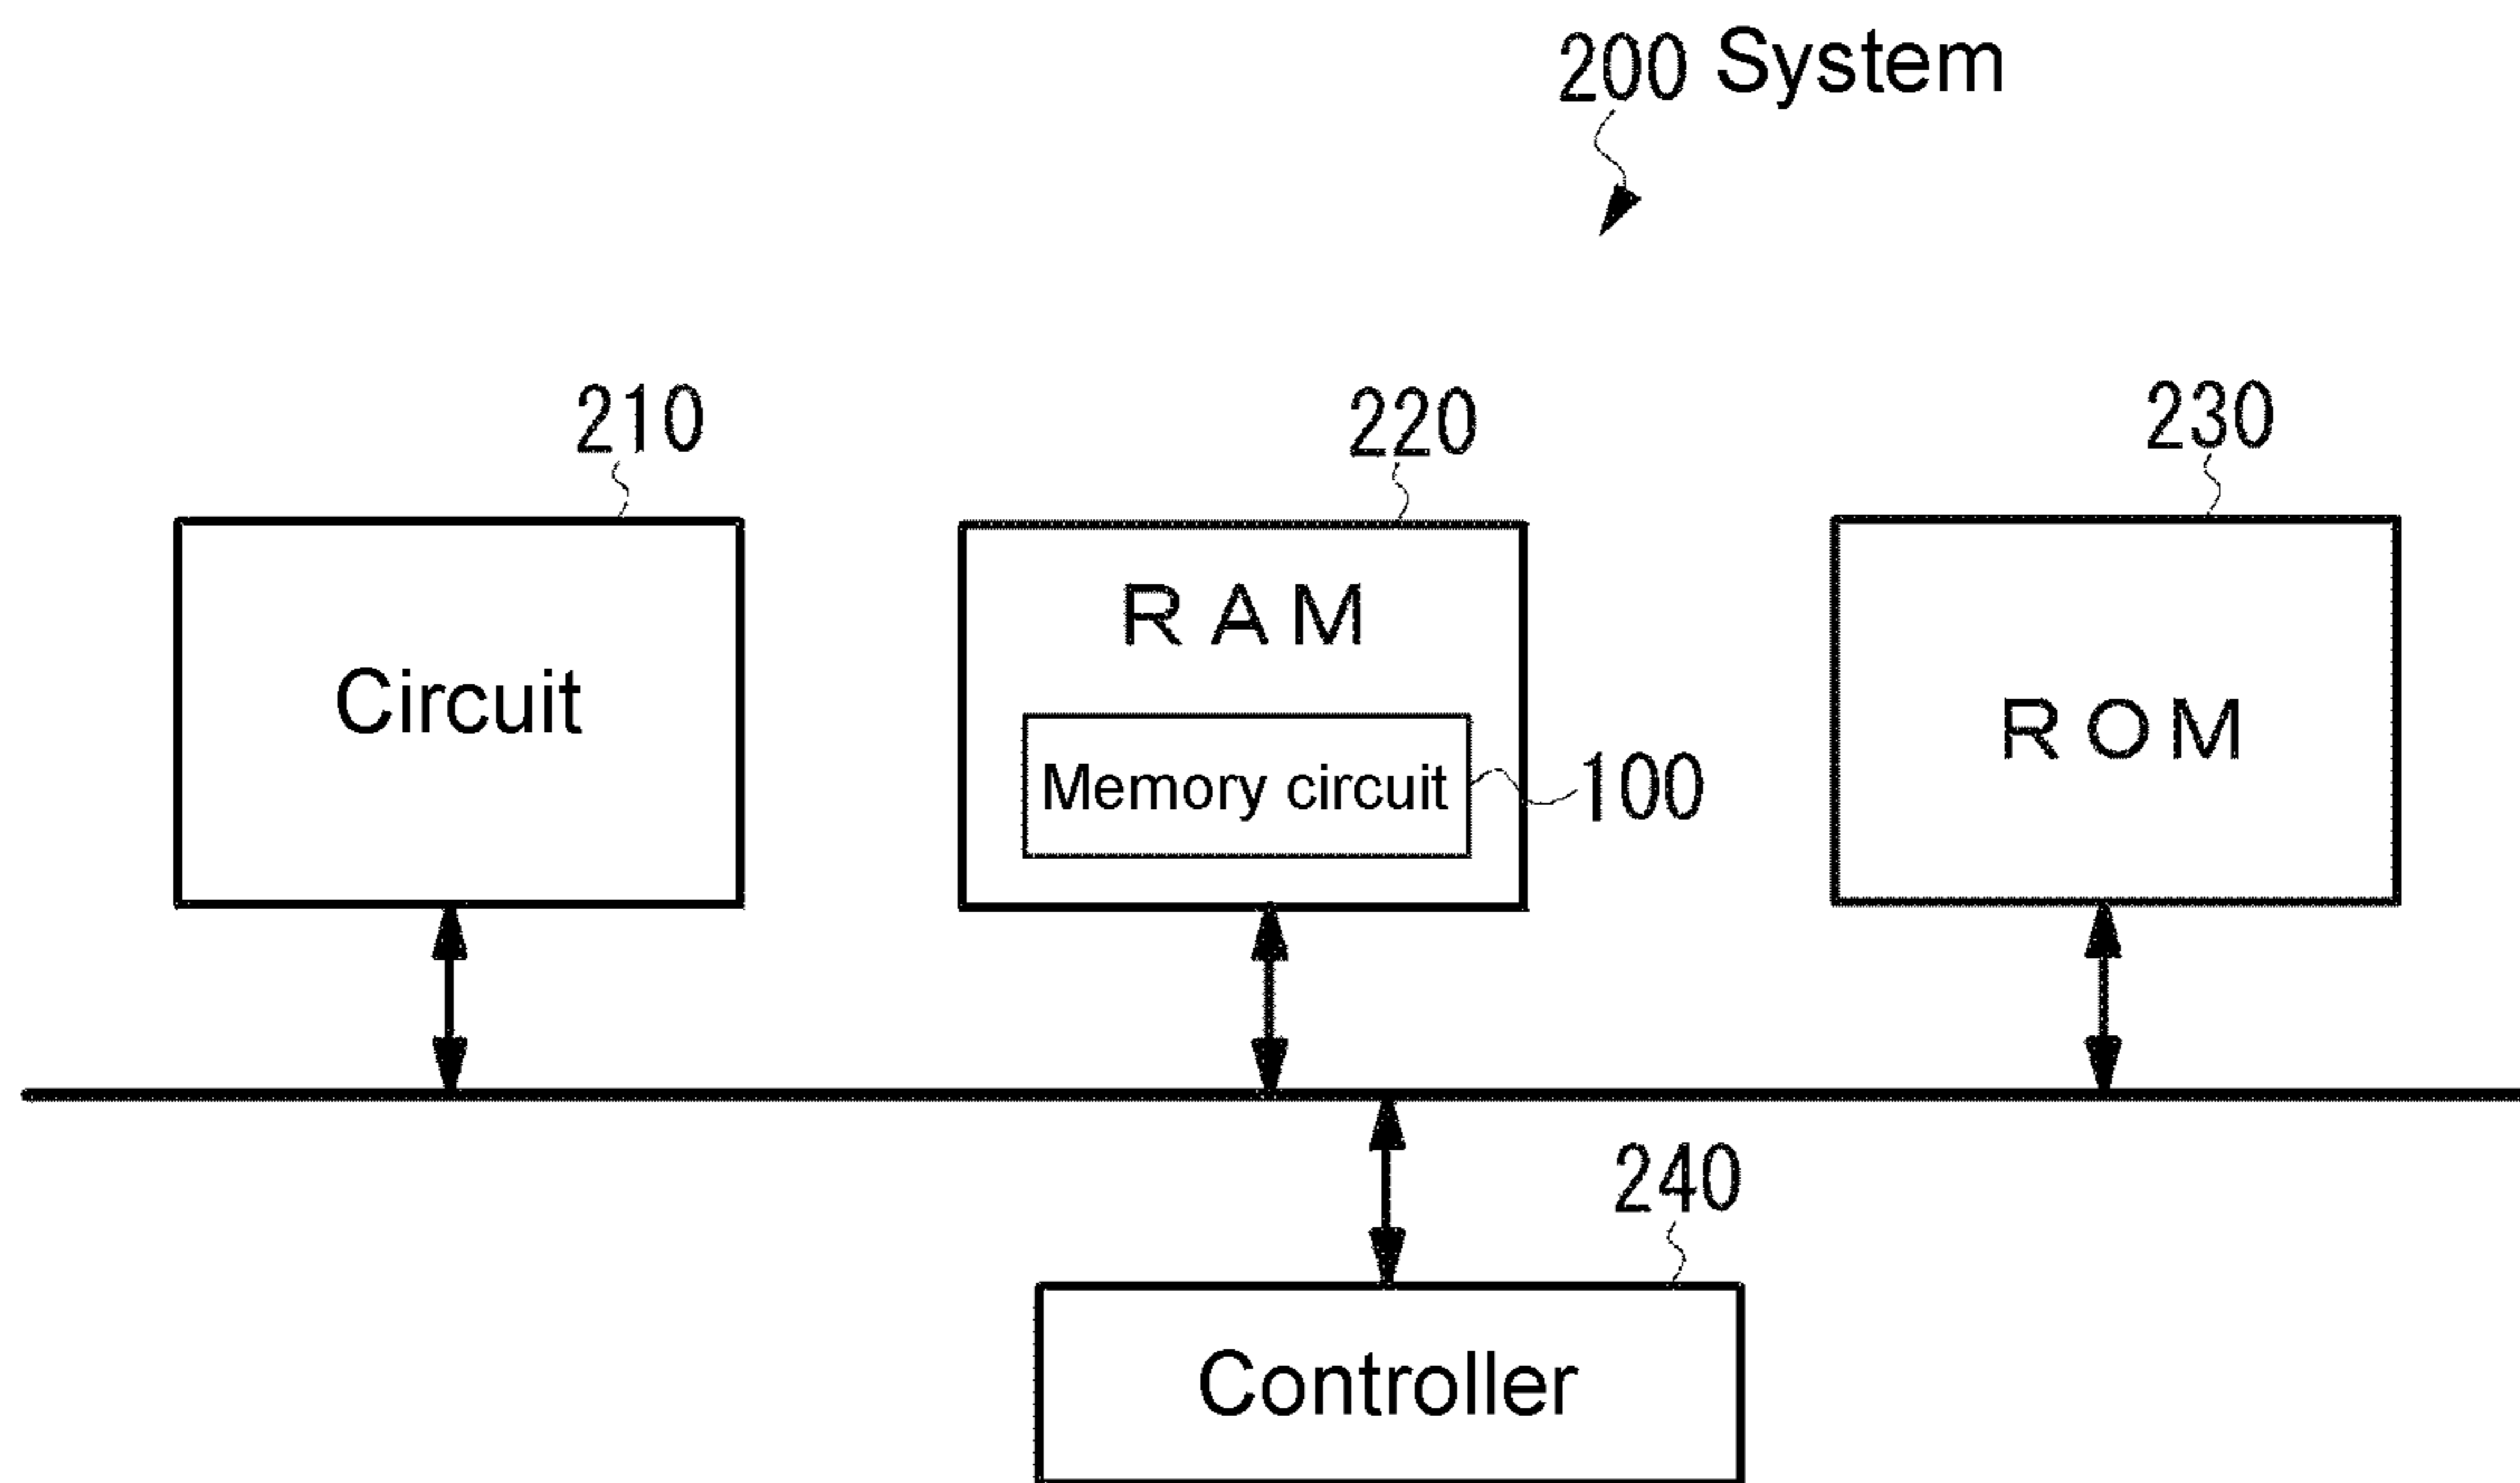 200 System
210
220
230
Circuit
RAM
ROM
Memory circuit
100
240
Controller